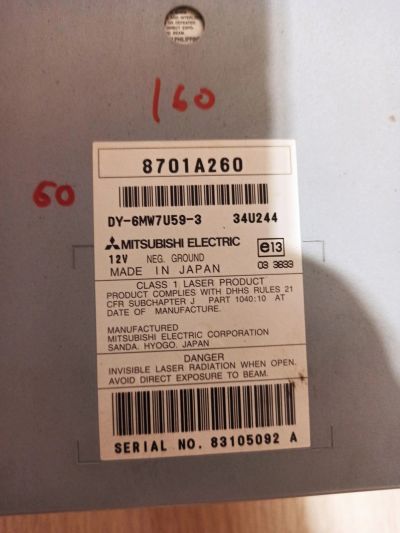 160
60
8701A260
DY-6MW7U59-3 34U244
MITSUBISHI ELECTRIC
12V NEG. GROUND
MADE IN JAPAN
e13
03 3633
CLASS 1 LASER PRODUCT
PRODUCT COMPLIES WITH DHHS RULES 21
CFR SUBCHAPTER J PART 1040:10 AT
DATE OF MANUFACTURE.
MANUFACTURED
MITSUBISHI ELECTRIC CORPORATION
SANDA, HYOGO, JAPAN
DANGER
INVISIBLE LASER RADIATION WHEN OPEN.
AVOID DIRECT EXPOSURE TO BEAM.
SERIAL NO. 83105092 A